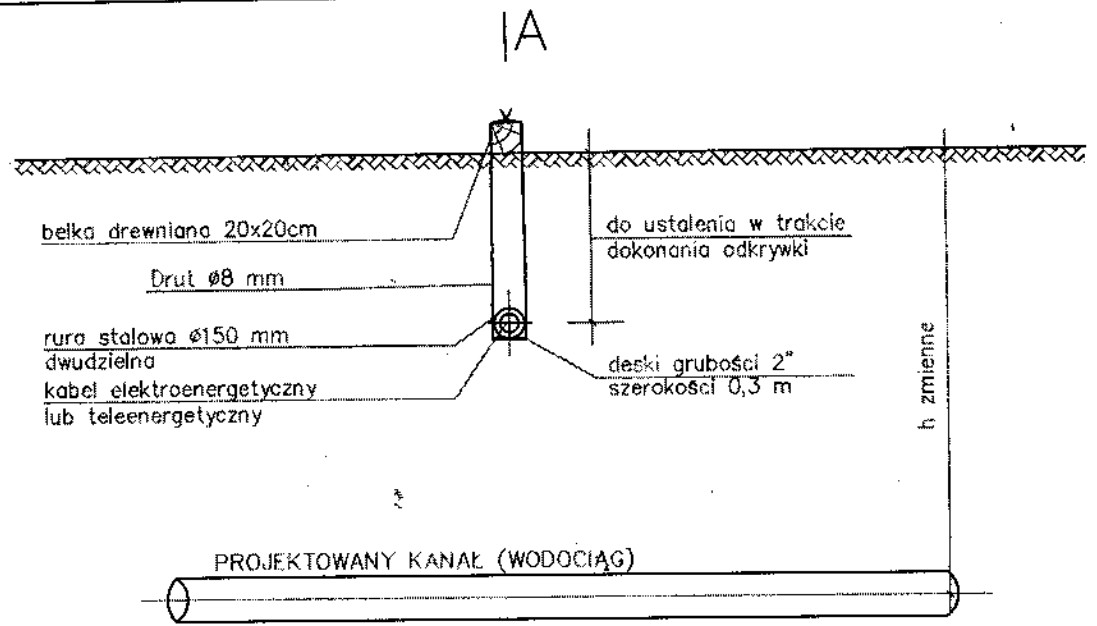 A
belka drewniana 20x20cm
Drut ø8 mm
rura stalowa ø150 mm
dwudzielna
kabel elektroenergetyczny
lub teleenergetyczny
do ustalenia w trakcie
dokonania odkrywki
deski grubości 2"
szerokości 0,3 m
h zmienne
PROJEKTOWANY KANAŁ (WODOCIĄG)